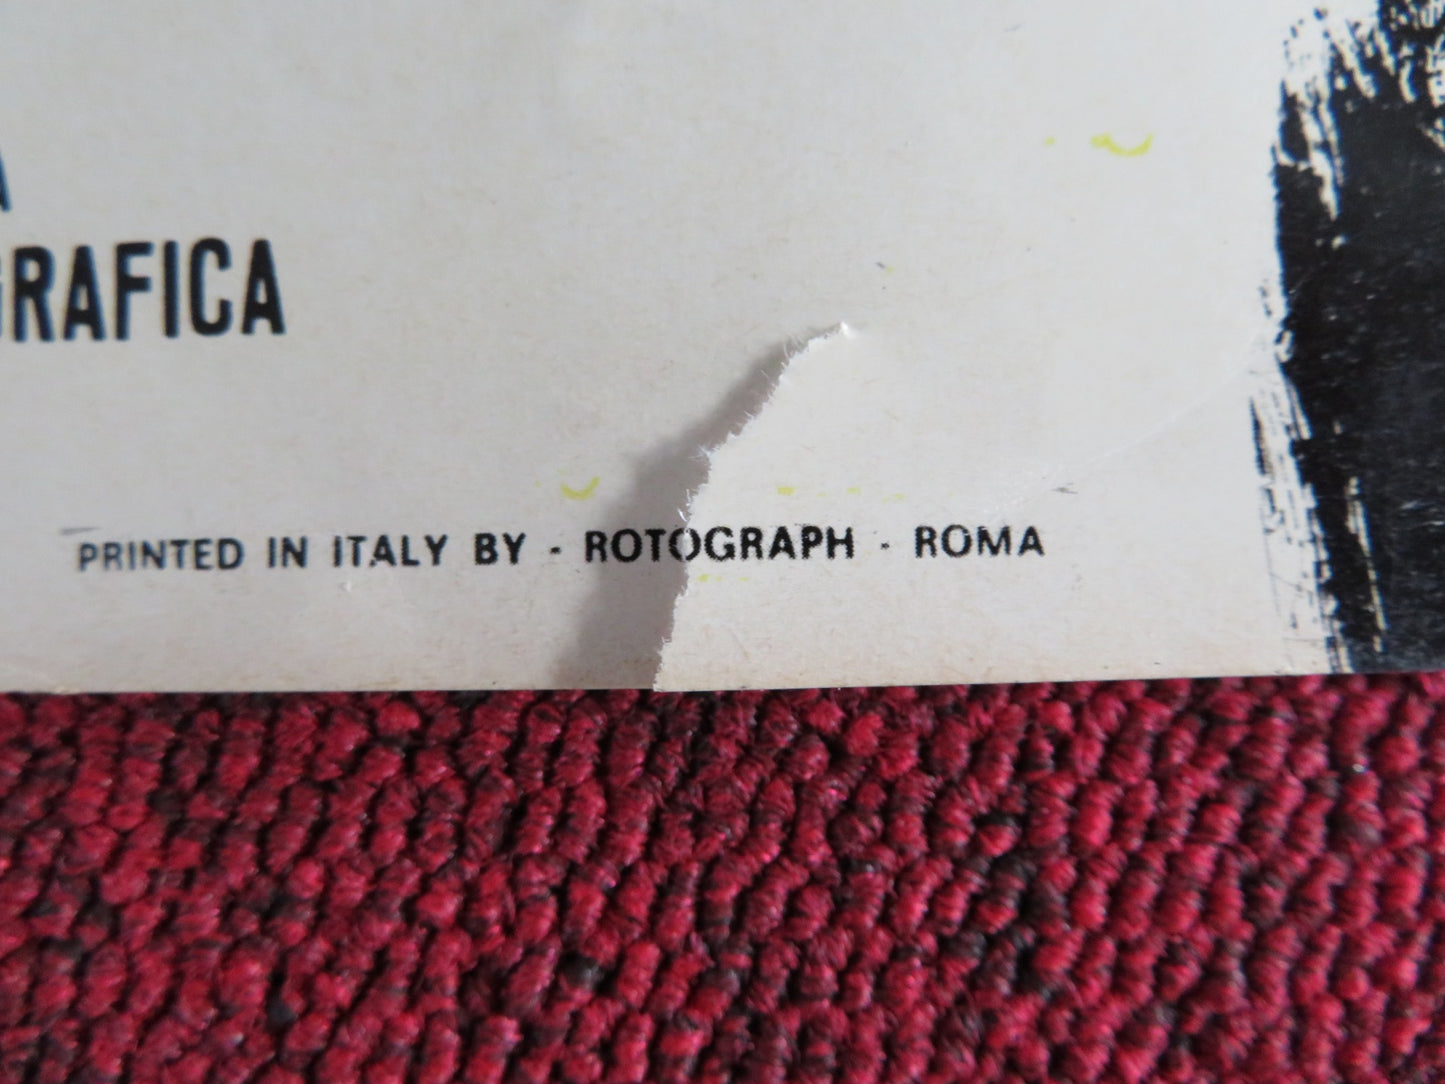 GRAFICA
PRINTED IN ITALY BY - ROTOGRAPH - ROMA